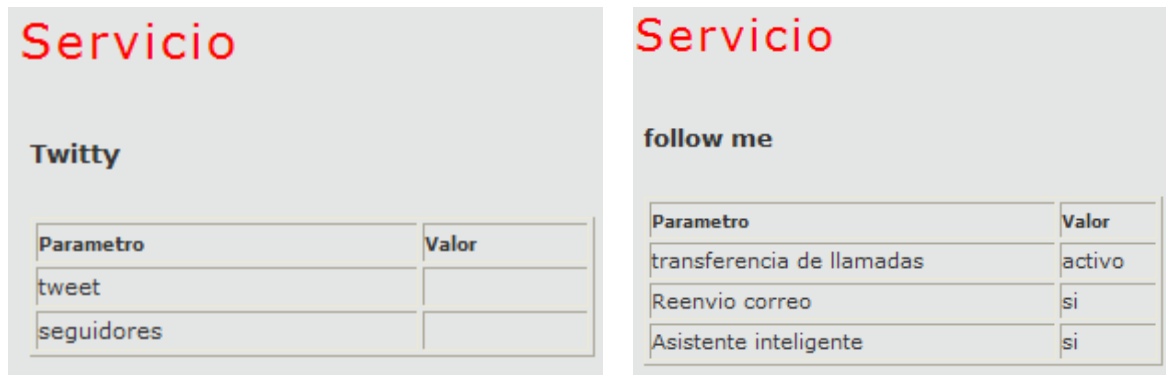 Servicio
Twitty
Parametro Valor
tweet
seguidores
Servicio
follow me
Parametro Valor
transferencia de llamadas activo
Reenvio correo si
Asistente inteligente si